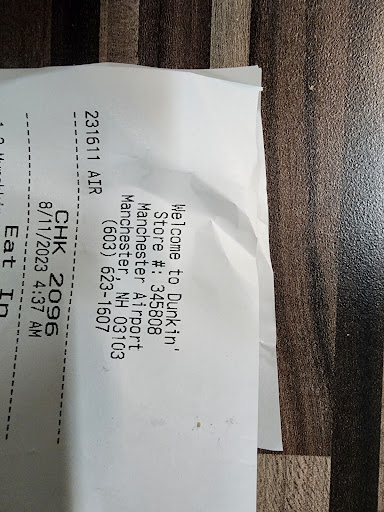 Welcome to Dunkin'
Store #: 345808
Manchester Airport
Manchester, NH 03103
(603) 623-1607
231611 AIR
--------------------------------
CHK 2096
8/11/2023 4:37 AM
--------------------------------
Eat In